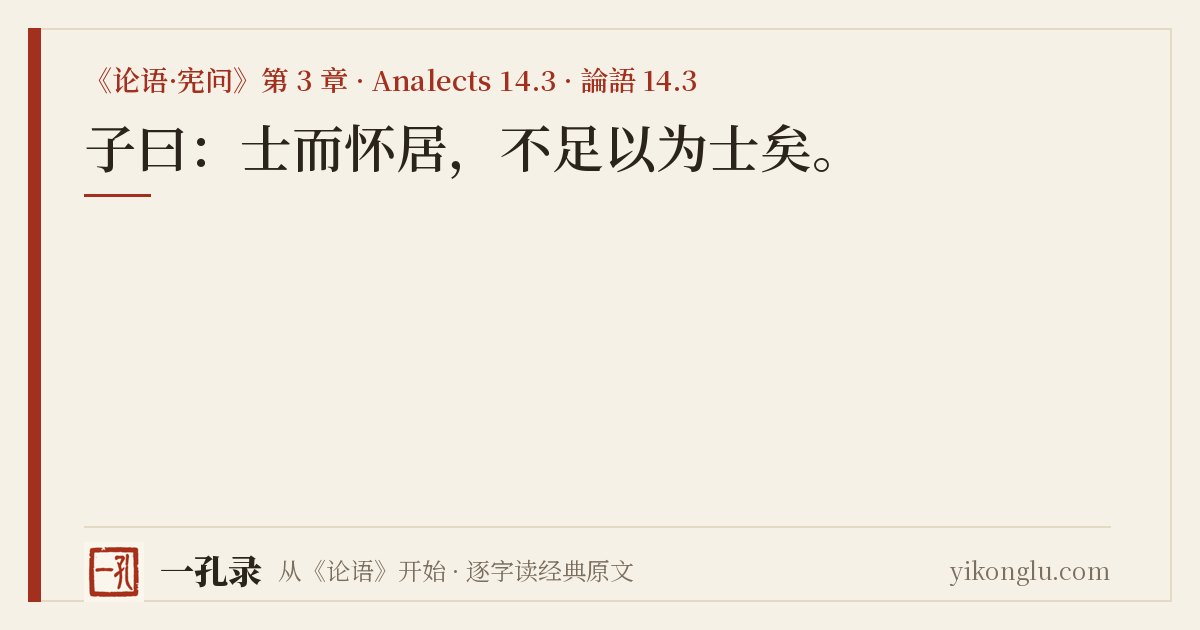 《论语·宪问》第 3 章 · Analects 14.3 · 論語 14.3
子曰：士而怀居，不足以为士矣。
一孔
一孔录 从《论语》开始 · 逐字读经典原文 yikonglu.com